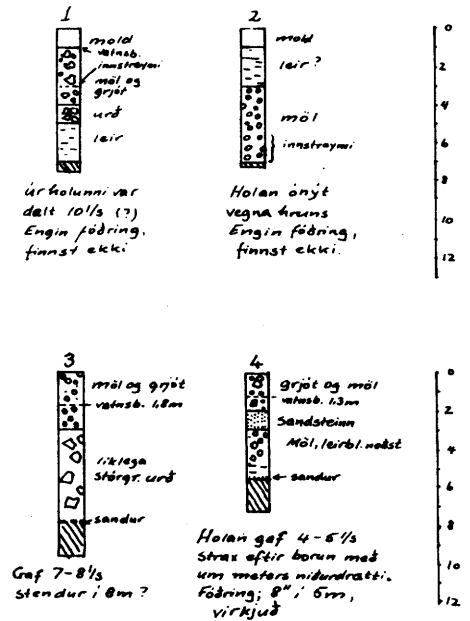 1
mold
vatnsb.
innstreymi
möl og
grjót
urð
leir
úr holunni var
dælt 10 l/s (?)
Engin fóðring,
finnst ekki
2
mold
leir?
möl
innstreymi
Holan ónýt
vegna hruns
Engin fóðring,
finnst ekki.
0
2
4
6
8
10
12
3
möl og grjót
vatnsb. 1,8m
líklega
stórgr. urð
sandur
Gaf 7-8 l/s
stendur í 8m?
4
grjót og möl
vatnsb. 1.3m
Sandsteinn
Möl, leirbl. neðst
sandur
Holan gaf 4-5 l/s
strax eftir borun með
um meters niðurdrætti.
Fóðring; 8" í 5m,
virkjuð
0
2
4
6
8
10
12